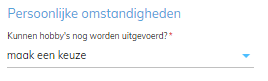 Persoonlijke omstandigheden
Kunnen hobby's nog worden uitgevoerd?*
maak een keuze